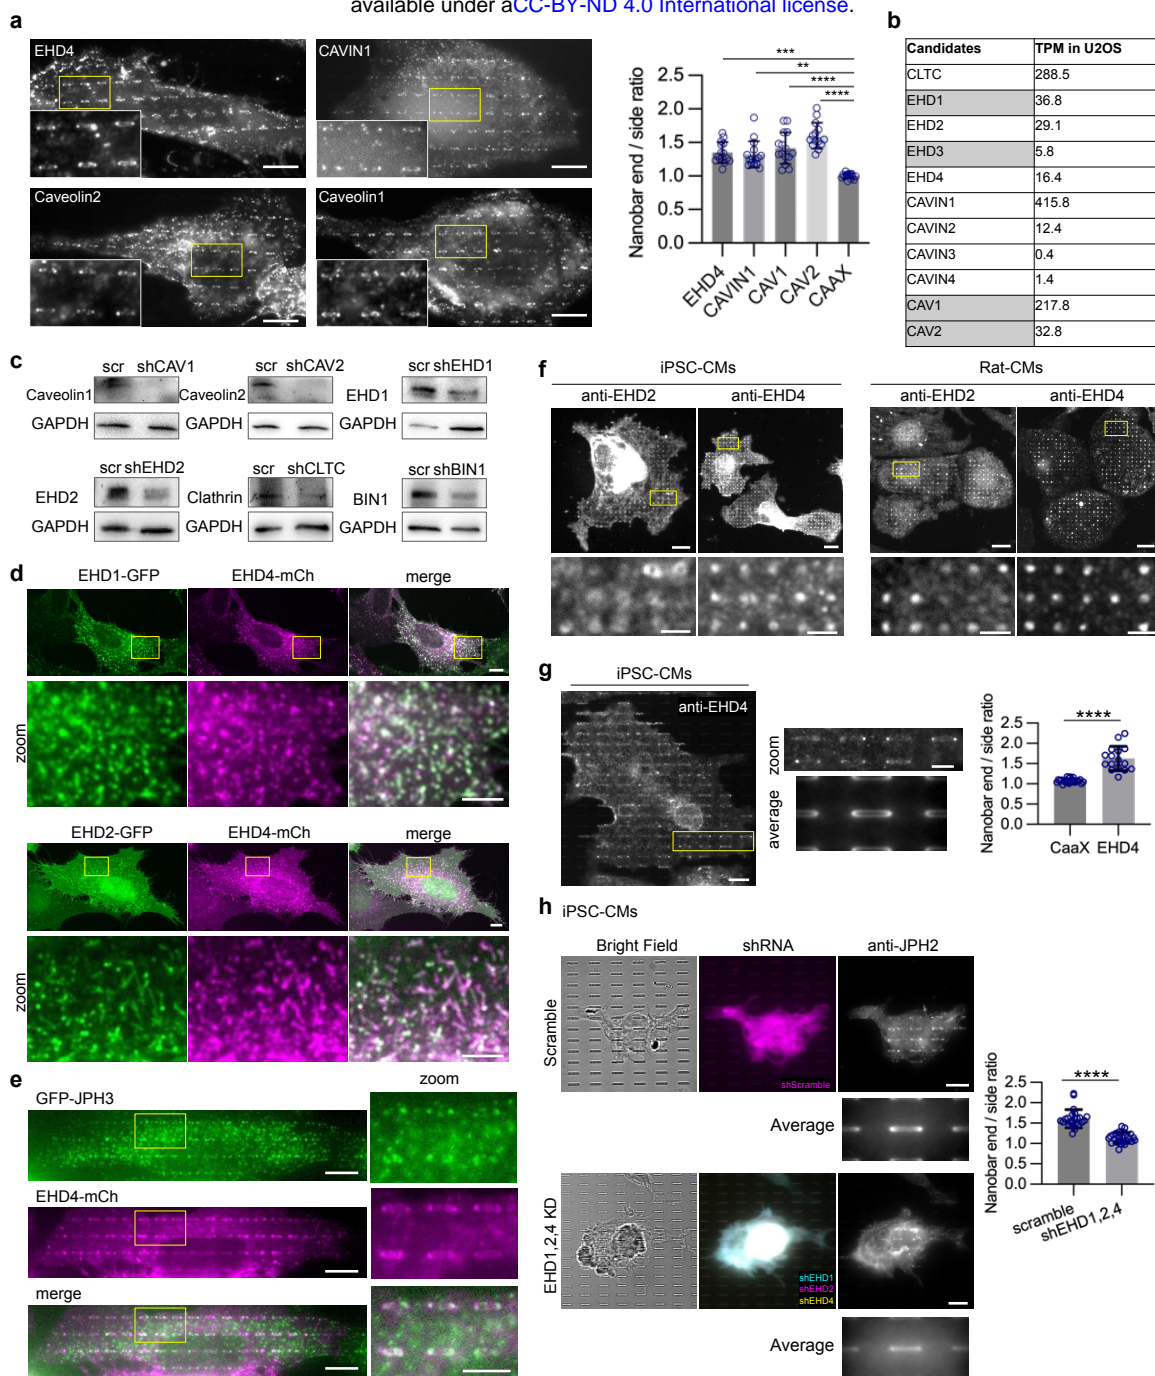 available under aCC-BY-ND 4.0 International license.
a
EHD4
CAVIN1
Caveolin2
Caveolin1
Nanobar end / side ratio
2.5
2.0
1.5
1.0
0.5
0.0
***
**
****
****
EHD4
CAVIN1
CAV1
CAV2
CAAX
b
Candidates TPM in U2OS
CLTC 288.5
EHD1 36.8
EHD2 29.1
EHD3 5.8
EHD4 16.4
CAVIN1 415.8
CAVIN2 12.4
CAVIN3 0.4
CAVIN4 1.4
CAV1 217.8
CAV2 32.8
c
scr shCAV1
Caveolin1
GAPDH
scr shCAV2
Caveolin2
GAPDH
scr shEHD1
EHD1
GAPDH
scr shEHD2
EHD2
GAPDH
scr shCLTC
Clathrin
GAPDH
scr shBIN1
BIN1
GAPDH
d
EHD1-GFP EHD4-mCh merge
zoom
EHD2-GFP EHD4-mCh merge
zoom
e
zoom
GFP-JPH3
EHD4-mCh
merge
f
iPSC-CMs Rat-CMs
anti-EHD2 anti-EHD4 anti-EHD2 anti-EHD4
g
iPSC-CMs
anti-EHD4
zoom
average
Nanobar end / side ratio
2.5
2.0
1.5
1.0
0.5
0.0
****
CaaX EHD4
h
iPSC-CMs
Bright Field shRNA anti-JPH2
Scramble
shScramble
Average
EHD1,2,4 KD
shEHD1
shEHD2
shEHD4
Average
Nanobar end / side ratio
2.5
2.0
1.5
1.0
0.5
0.0
****
scramble
shEHD1,2,4